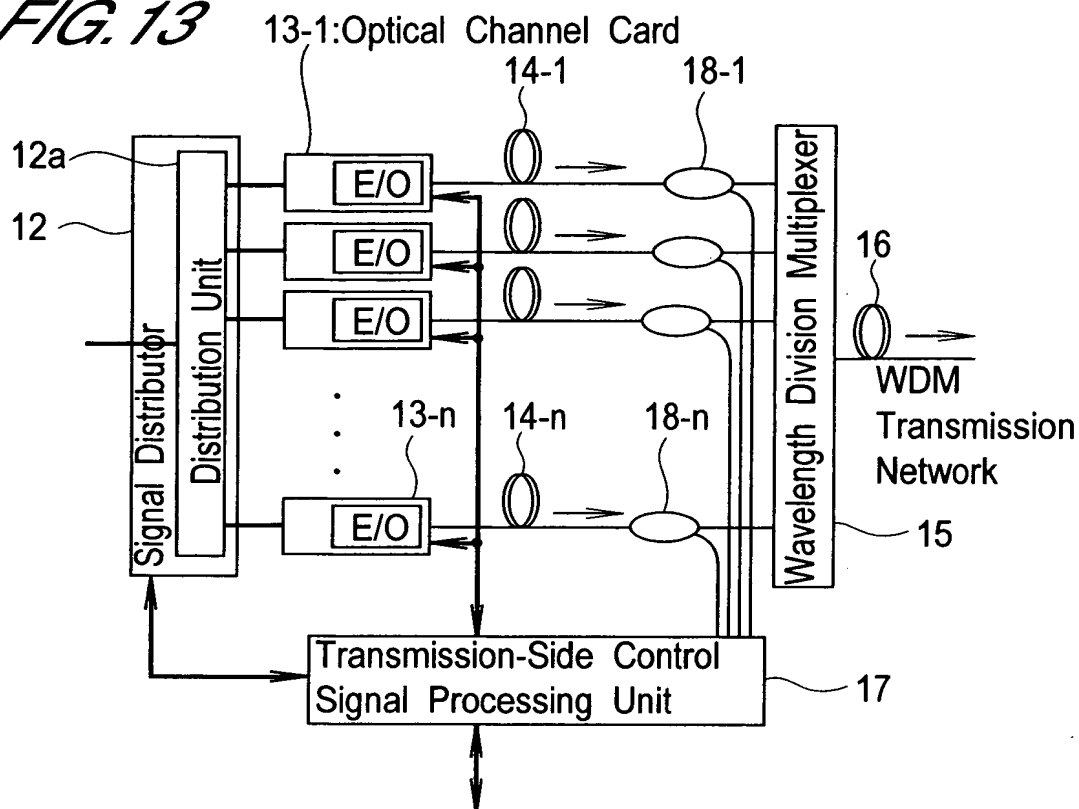 FIG. 13
13-1:Optical Channel Card
14-1
18-1
12a
12
Signal Distributor
Distribution Unit
E/O
E/O
E/O
13-n
E/O
14-n
18-n
Wavelength Division Multiplexer
16
WDM
Transmission
Network
15
Transmission-Side Control
Signal Processing Unit
17